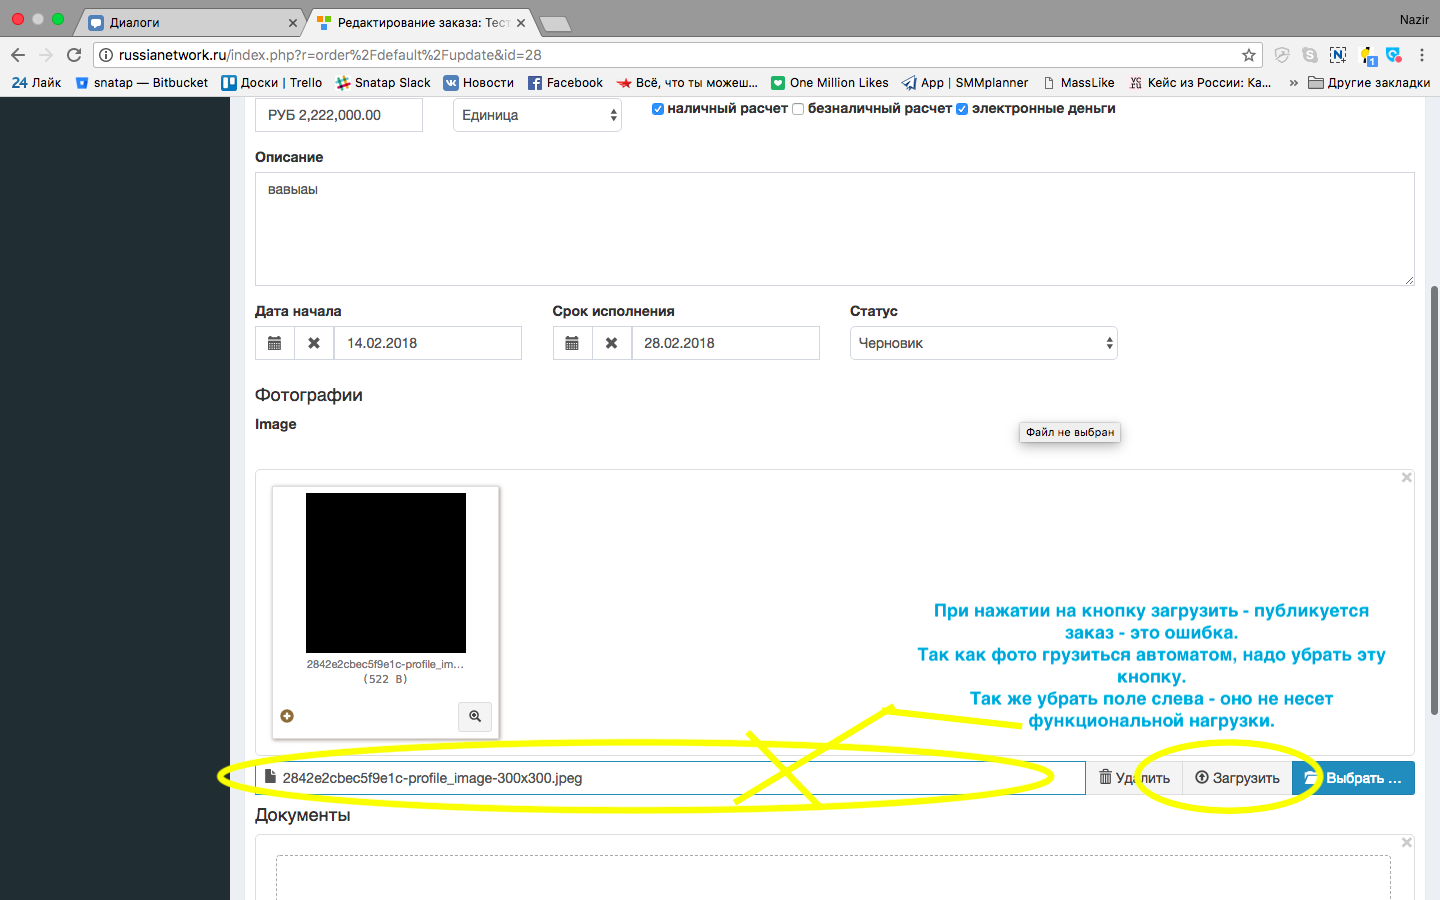 Диалоги
Редактирование заказа: Тест
Nazir
russianetwork.ru/index.php?r=order%2Fdefault%2Fupdate&id=28
24 Лайк
snatap — Bitbucket
Доски | Trello
Snatap Slack
Новости
Facebook
Всё, что ты можеш...
One Million Likes
App | SMMplanner
MassLike
Кейс из России: Ка...
»
Другие закладки
РУБ 2,222,000.00
Единица
наличный расчет
безналичный расчет
электронные деньги
Описание
вавыаы
Дата начала
Срок исполнения
Статус
14.02.2018
28.02.2018
Черновик
Фотографии
Image
Файл не выбран
2842e2cbec5f9e1c-profile_im...
(522 B)
При нажатии на кнопку загрузить - публикуется
заказ - это ошибка.
Так как фото грузиться автоматом, надо убрать эту
кнопку.
Так же убрать поле слева - оно не несет
функциональной нагрузки.
2842e2cbec5f9e1c-profile_image-300x300.jpeg
Удалить
Загрузить
Выбрать ...
Документы